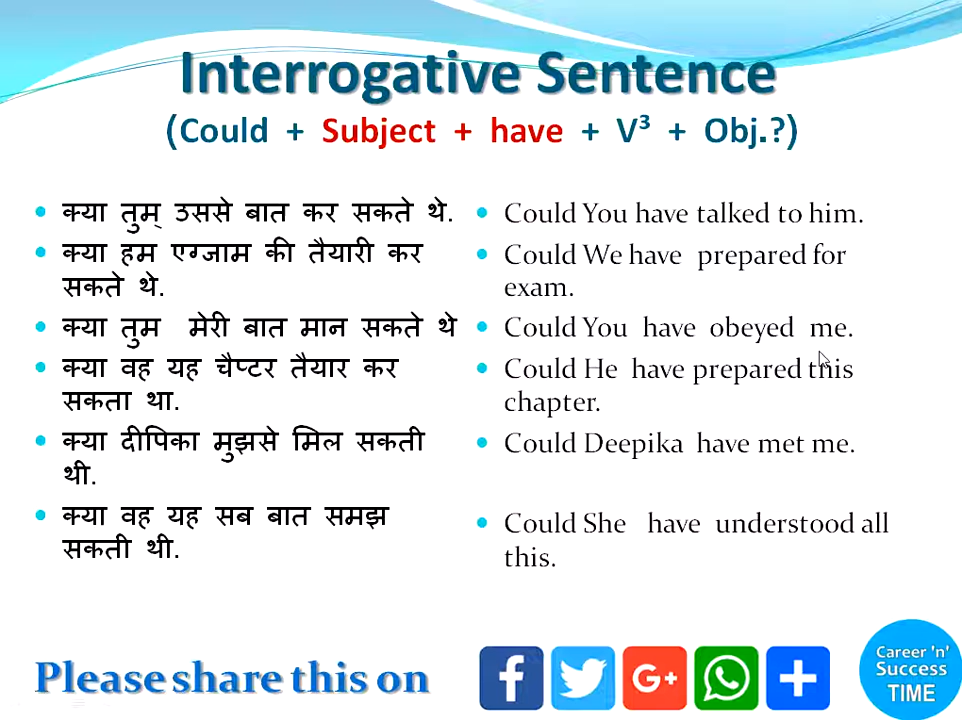 Interrogative Sentence
(Could + Subject + have + V³ + Obj.?)
• क्या तुम् उससे बात कर सकते थे.
• क्या हम एग्जाम की तैयारी कर
सकते थे.
• क्या तुम मेरी बात मान सकते थे
• क्या वह यह चैप्टर तैयार कर
सकता था.
• क्या दीपिका मुझसे मिल सकती
थी.
• क्या वह यह सब बात समझ
सकती थी.
• Could You have talked to him.
• Could We have prepared for
exam.
• Could You have obeyed me.
• Could He have prepared this
chapter.
• Could Deepika have met me.
• Could She have understood all
this.
Please share this on
f
G+
Career 'n'
Success
TIME